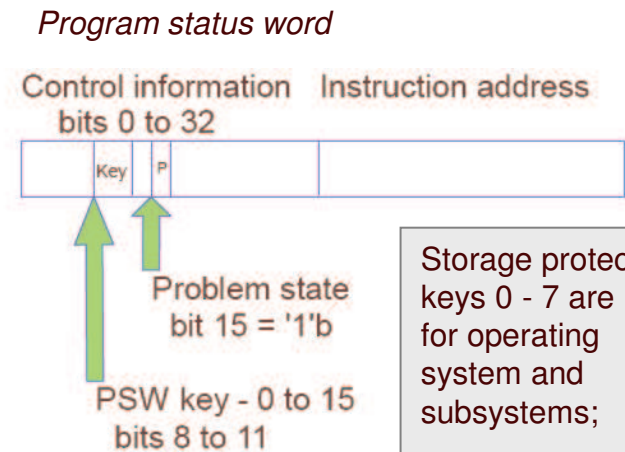 Program status word
Control information Instruction address
bits 0 to 32
Key P
Problem state
bit 15 = '1'b
PSW key - 0 to 15
bits 8 to 11
Storage protec
keys 0 - 7 are
for operating
system and
subsystems;